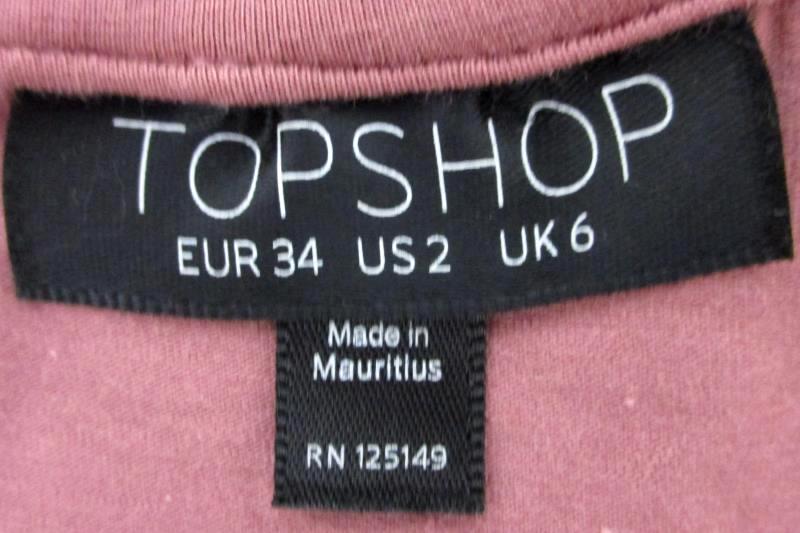 TOPSHOP
EUR 34 US 2 UK 6
Made in
Mauritius
RN 125149